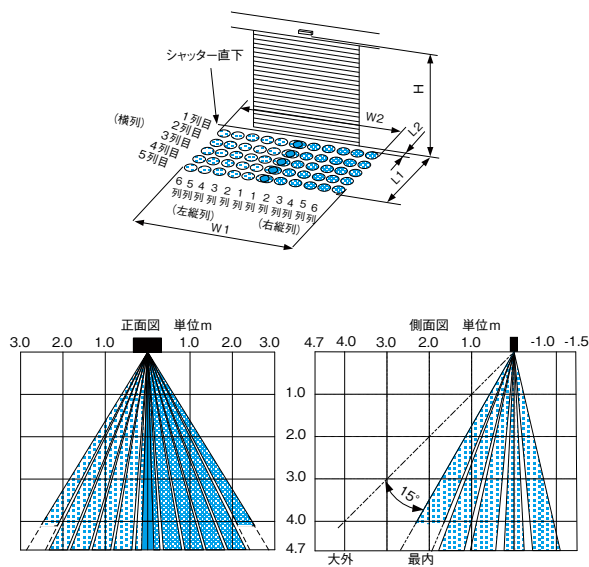 シャッター直下
H
W2
L2
L1
(横列)
1列目
2列目
3列目
4列目
5列目
6列 5列 4列 3列 2列 1列 1列 2列 3列 4列 5列 6列
(左縦列)
(右縦列)
W1
正面図 単位m
3.0 2.0 1.0 1.0 2.0 3.0
1.0
2.0
3.0
4.0
4.7
側面図 単位m
4.7 4.0 3.0 2.0 1.0 -1.0 -1.5
15°
大外
最内